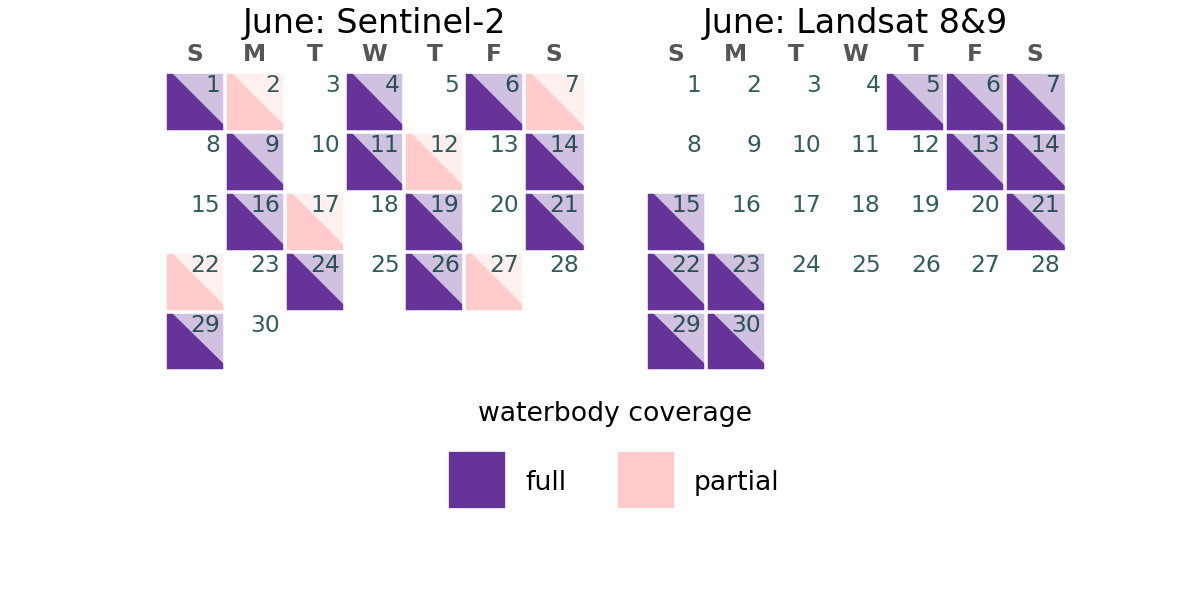 June: Sentinel-2
S M T W T F S
1 2 3 4 5 6 7
8 9 10 11 12 13 14
15 16 17 18 19 20 21
22 23 24 25 26 27 28
29 30
June: Landsat 8&9
S M T W T F S
1 2 3 4 5 6 7
8 9 10 11 12 13 14
15 16 17 18 19 20 21
22 23 24 25 26 27 28
29 30
waterbody coverage
full partial